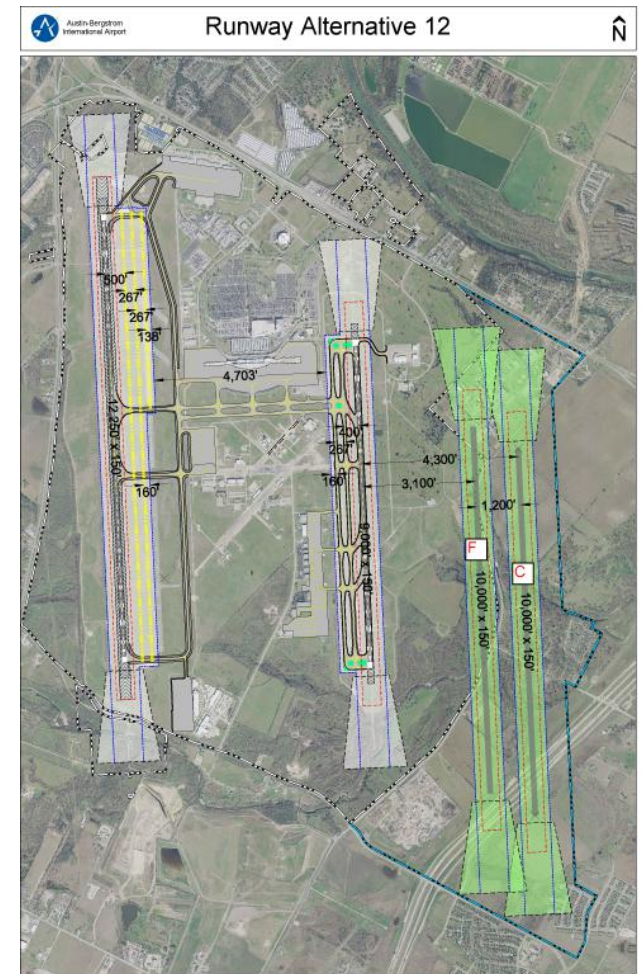 Austin-Bergstrom
International Airport
Runway Alternative 12
N
500'
267'
267'
138'
4,703'
12,250' x 150'
160'
400'
267'
160'
9,000' x 150'
4,300'
3,100'
1,200'
F
C
10,000' x 150'
10,000' x 150'